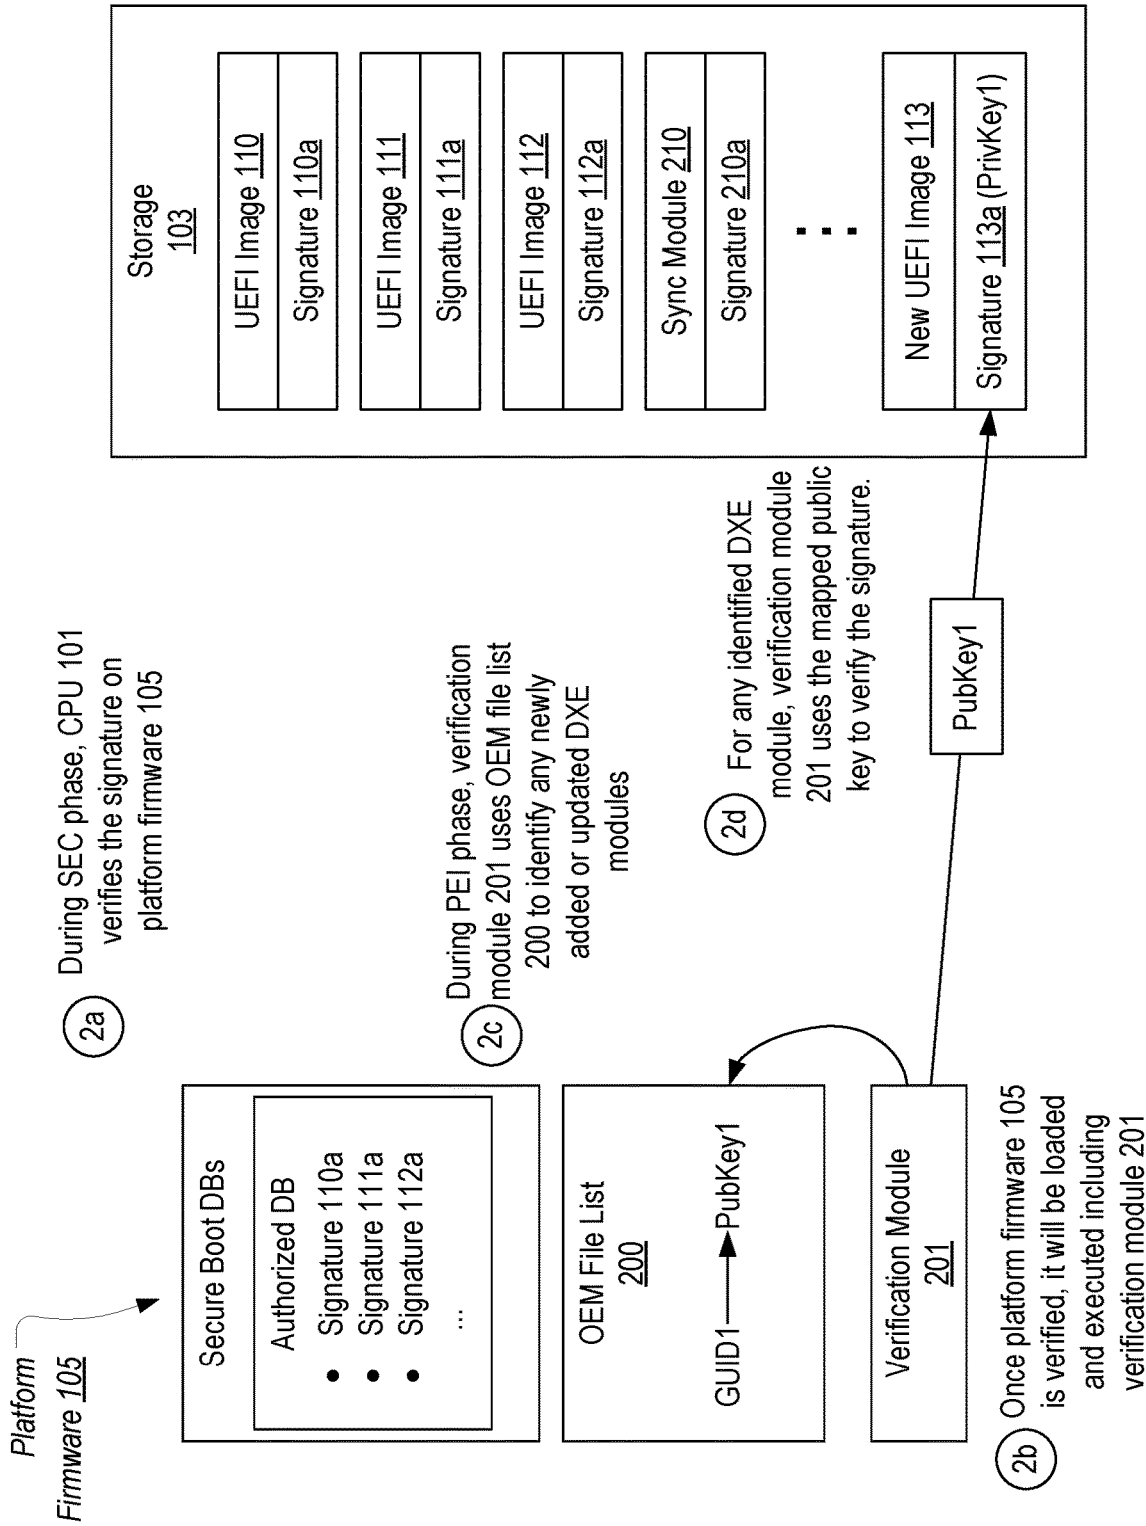 Platform
Firmware 105
Secure Boot DBs
Authorized DB
• Signature 110a
• Signature 111a
• Signature 112a
...
OEM File List
200
GUID1
PubKey1
Verification Module
201
2a
During SEC phase, CPU 101
verifies the signature on
platform firmware 105
2b
Once platform firmware 105
is verified, it will be loaded
and executed including
verification module 201
2c
During PEI phase, verification
module 201 uses OEM file list
200 to identify any newly
added or updated DXE
modules
2d
For any identified DXE
module, verification module
201 uses the mapped public
key to verify the signature.
PubKey1
Storage
103
UEFI Image 110
Signature 110a
UEFI Image 111
Signature 111a
UEFI Image 112
Signature 112a
Sync Module 210
Signature 210a
New UEFI Image 113
Signature 113a (PrivKey1)